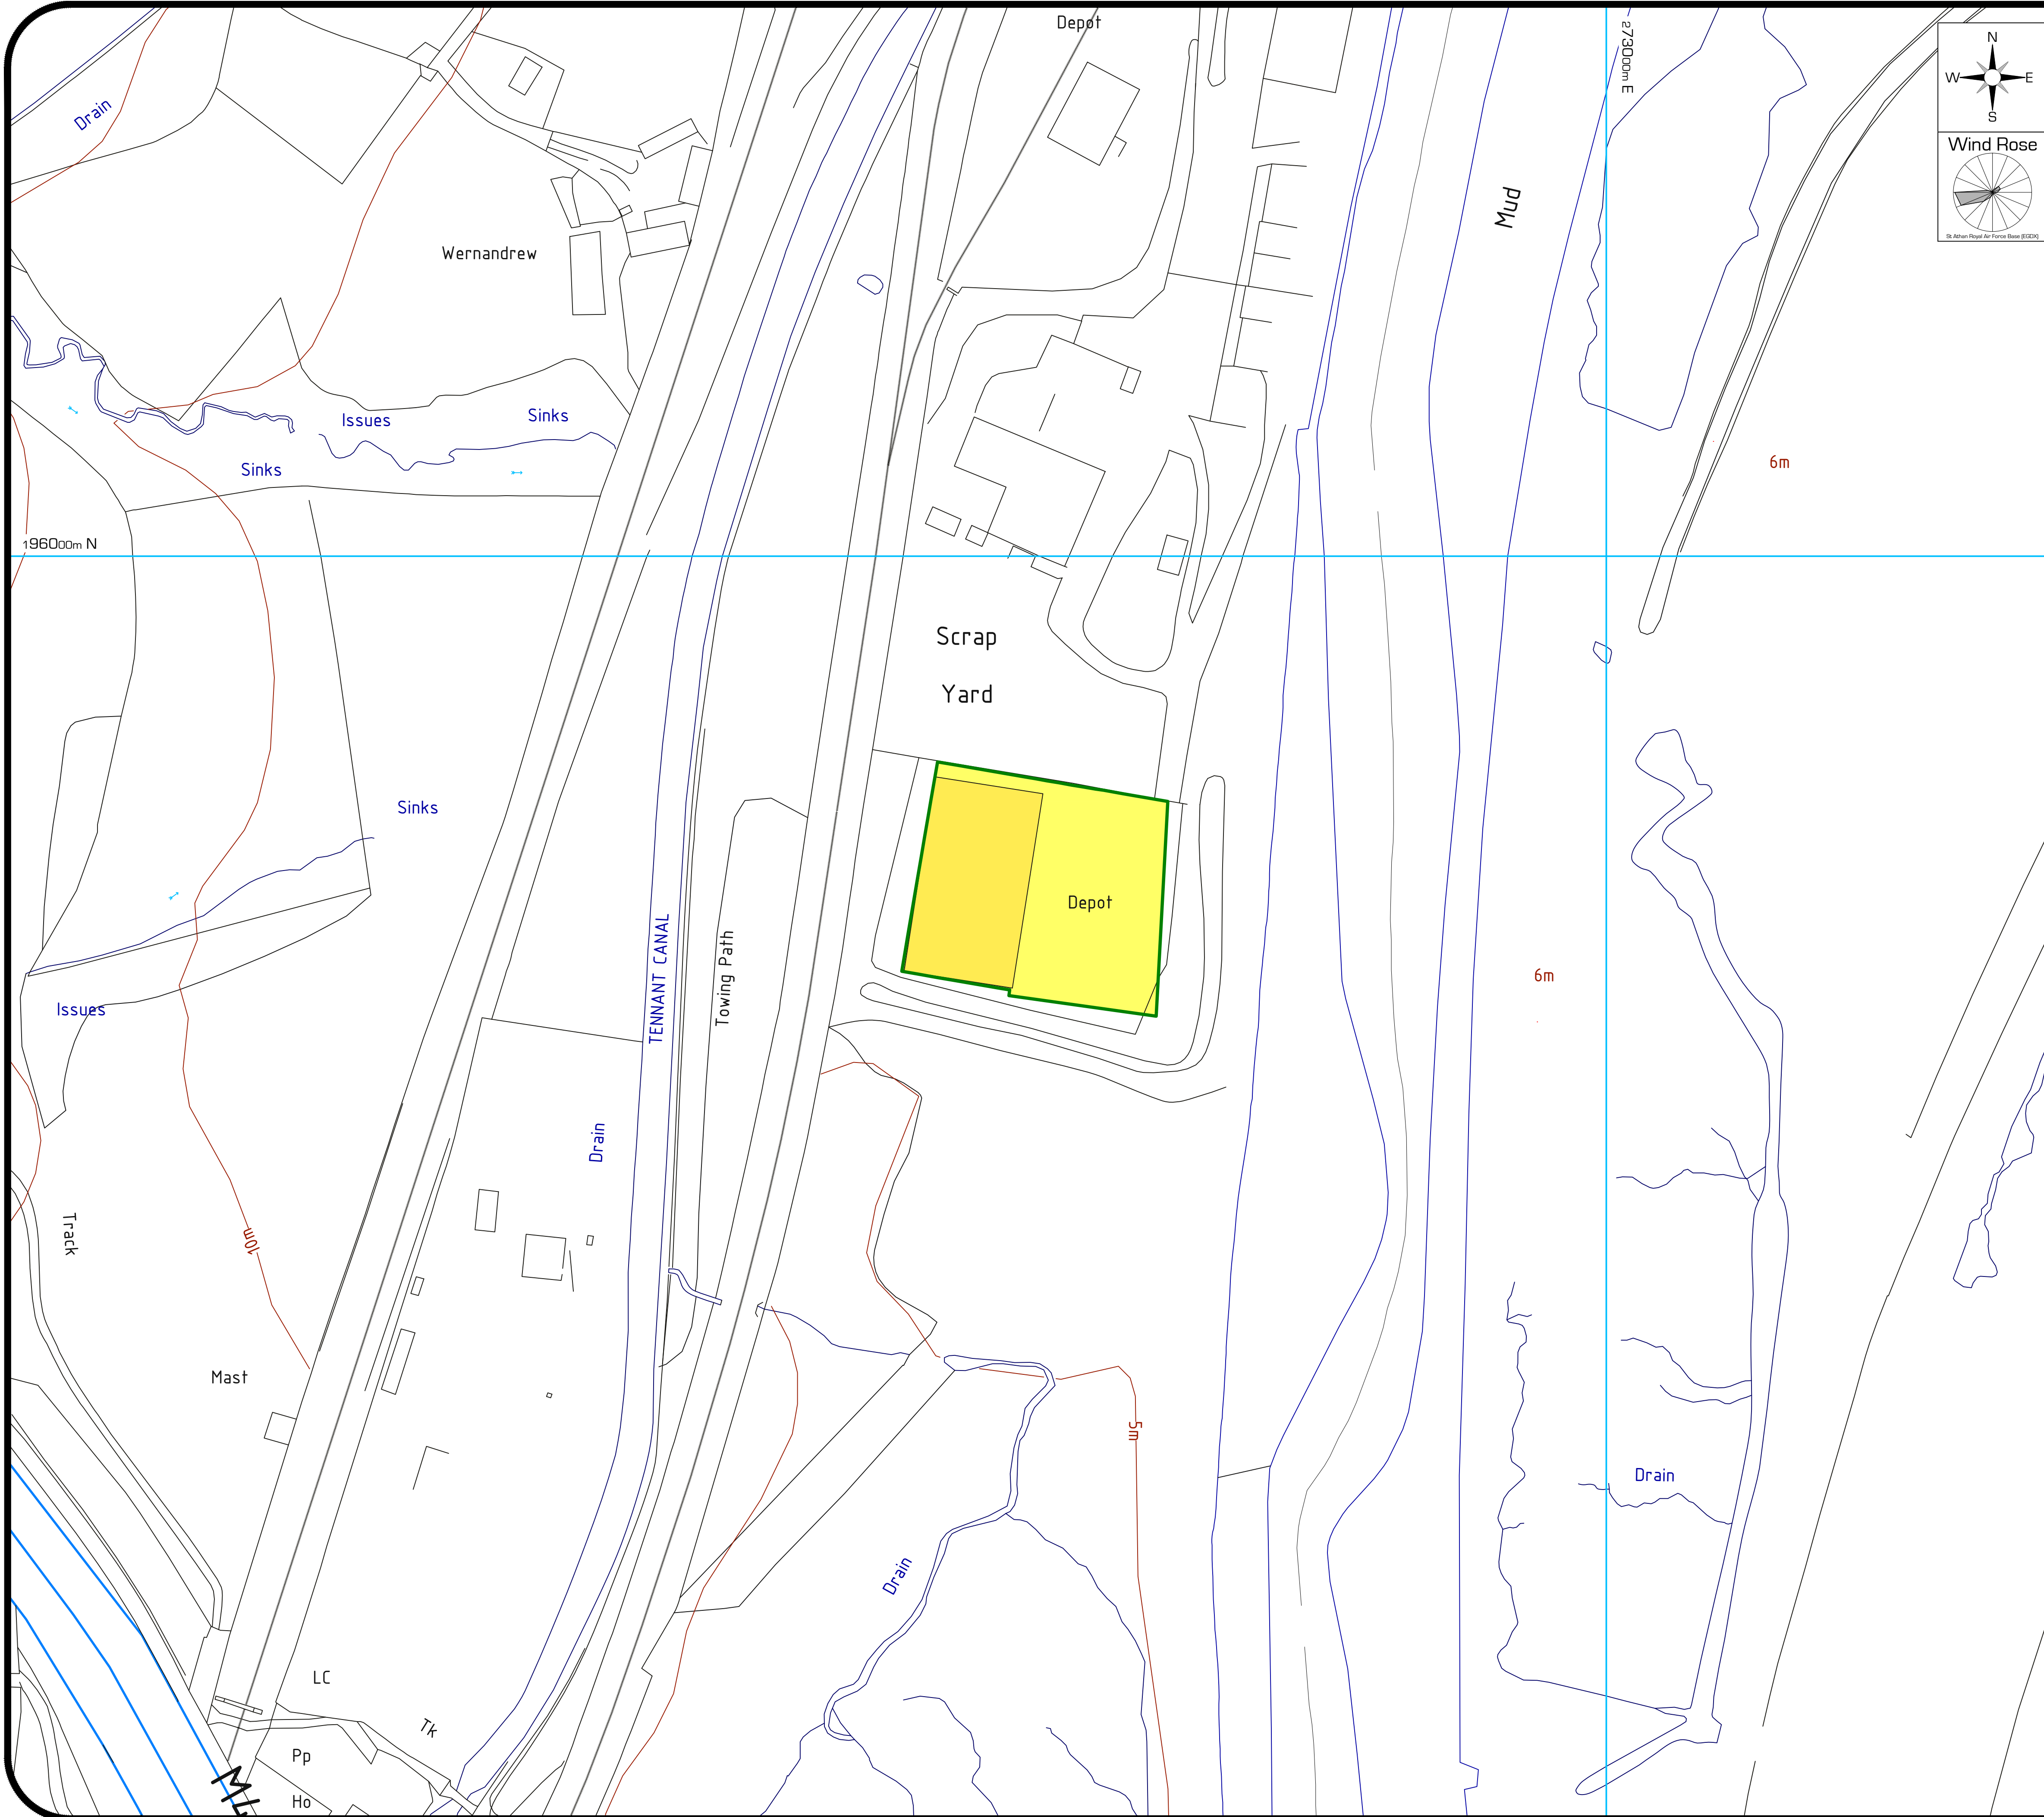 Depot
273000m E
N
W E
S
Wind Rose
St Athan Royal Air Force Base (EGDX)
Drain
Mud
Wernandrew
Issues
Sinks
Sinks
6m
196000m N
Scrap
Yard
Sinks
Depot
TENNANT CANAL
Towing Path
6m
Issues
Drain
Track
10m
Mast
5m
Drain
Drain
LC
Tk
Pp
Ho